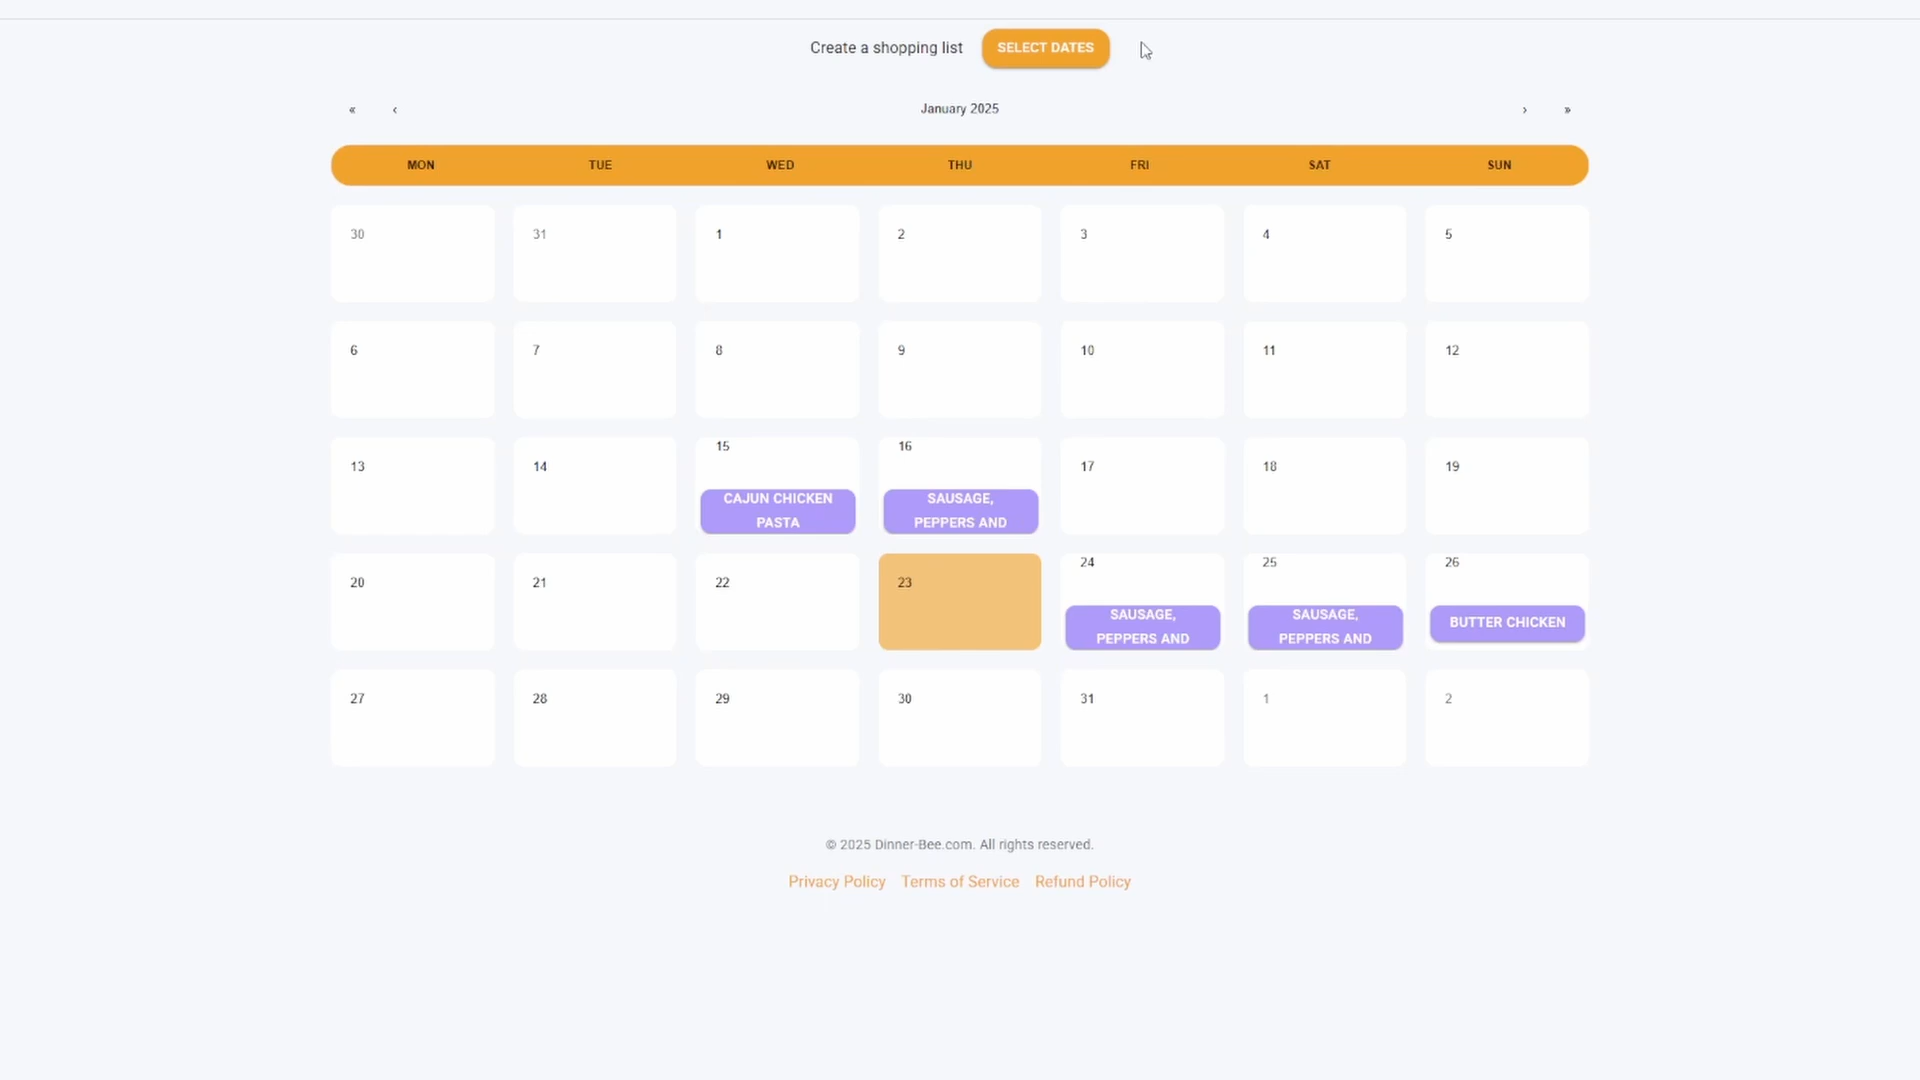 Create a shopping list SELECT DATES
« ‹ January 2025 › »
MON TUE WED THU FRI SAT SUN
30 31 1 2 3 4 5
6 7 8 9 10 11 12
13 14 15 16 17 18 19
CAJUN CHICKEN SAUSAGE,
PASTA PEPPERS AND
20 21 22 23 24 25 26
SAUSAGE, SAUSAGE, BUTTER CHICKEN
PEPPERS AND PEPPERS AND
27 28 29 30 31 1 2
© 2025 Dinner-Bee.com. All rights reserved.
Privacy Policy Terms of Service Refund Policy